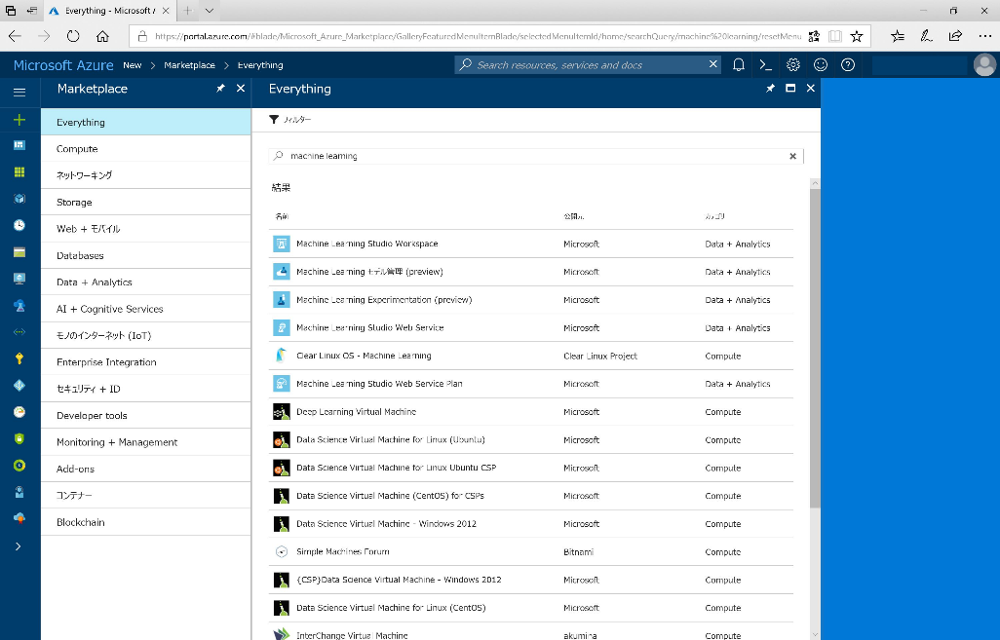 Everything - Microsoft A
https://portal.azure.com/#blade/Microsoft_Azure_Marketplace/GalleryFeaturedMenuItemBlade/selectedMenuItemId/home/searchQuery/machine%20learning/resetMenu
Microsoft Azure New > Marketplace > Everything
Search resources, services and docs
Marketplace
Everything
Compute
ネットワーキング
Storage
Web + モバイル
Databases
Data + Analytics
AI + Cognitive Services
モノのインターネット (IoT)
Enterprise Integration
セキュリティ + ID
Developer tools
Monitoring + Management
Add-ons
コンテナー
Blockchain
Everything
フィルター
machine learning
結果
名前 公開元 カテゴリ
Machine Learning Studio Workspace Microsoft Data + Analytics
Machine Learning モデル管理 (preview) Microsoft Data + Analytics
Machine Learning Experimentation (preview) Microsoft Data + Analytics
Machine Learning Studio Web Service Microsoft Data + Analytics
Clear Linux OS - Machine Learning Clear Linux Project Compute
Machine Learning Studio Web Service Plan Microsoft Data + Analytics
Deep Learning Virtual Machine Microsoft Compute
Data Science Virtual Machine for Linux (Ubuntu) Microsoft Compute
Data Science Virtual Machine for Linux Ubuntu CSP Microsoft Compute
Data Science Virtual Machine (CentOS) for CSPs Microsoft Compute
Data Science Virtual Machine - Windows 2012 Microsoft Compute
Simple Machines Forum Bitnami Compute
{CSP}Data Science Virtual Machine - Windows 2012 Microsoft Compute
Data Science Virtual Machine for Linux (CentOS) Microsoft Compute
InterChange Virtual Machine akumina Compute